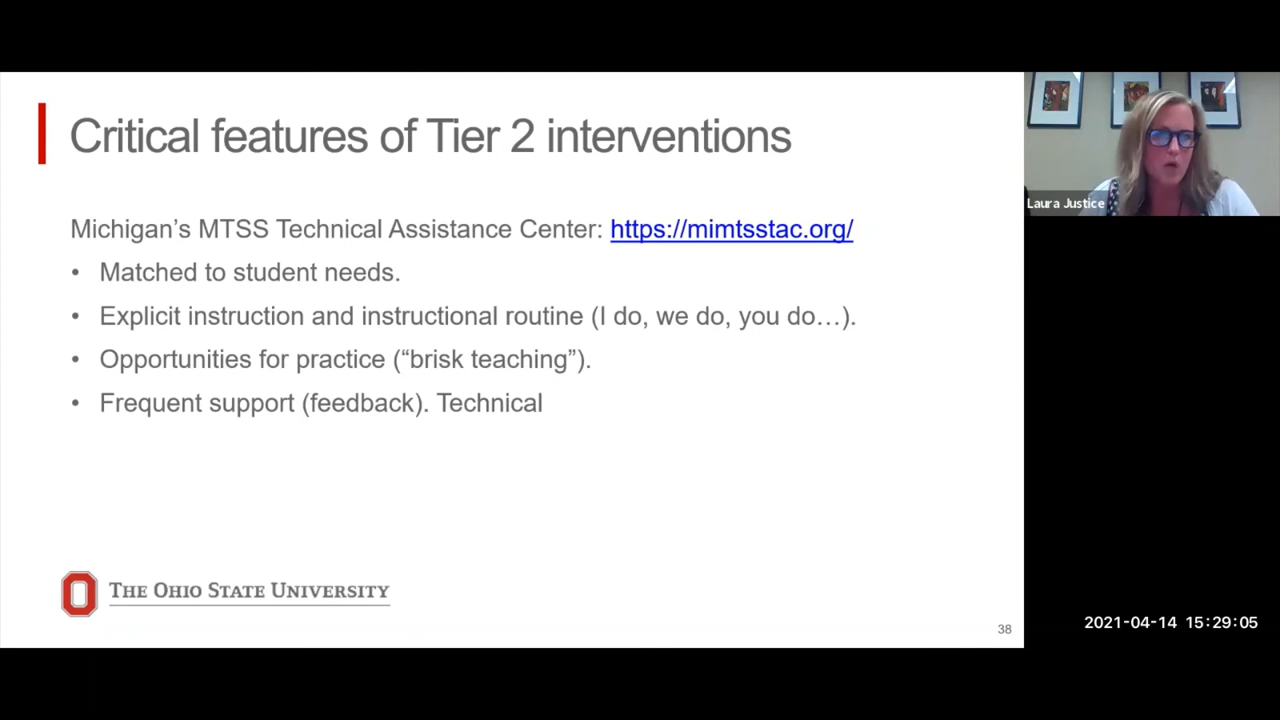 Critical features of Tier 2 interventions
Michigan's MTSS Technical Assistance Center: https://mimtsstac.org/
• Matched to student needs.
• Explicit instruction and instructional routine (I do, we do, you do…).
• Opportunities for practice (“brisk teaching”).
• Frequent support (feedback). Technical
THE OHIO STATE UNIVERSITY
38
Laura Justice
2021-04-14 15:29:05